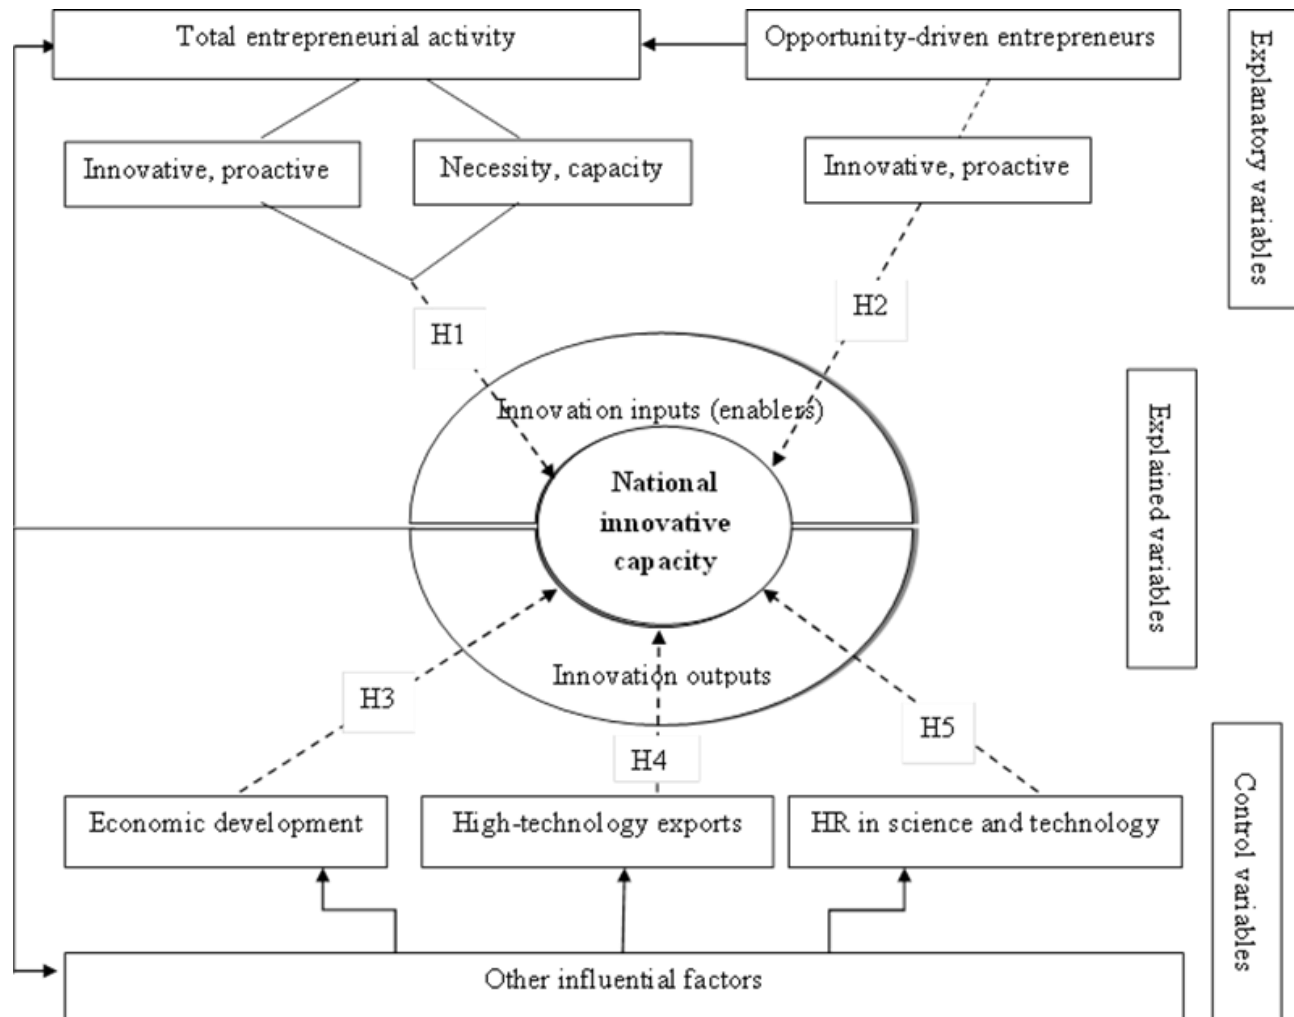 Total entrepreneurial activity
Opportunity-driven entrepreneurs
Explanatory variables
Innovative, proactive
Necessity, capacity
Innovative, proactive
H2
H1
Innovation inputs (enablers)
Explained variables
National
innovative
capacity
Innovation outputs
H3
H5
H4
Economic development
High-technology exports
HR in science and technology
Control variables
Other influential factors